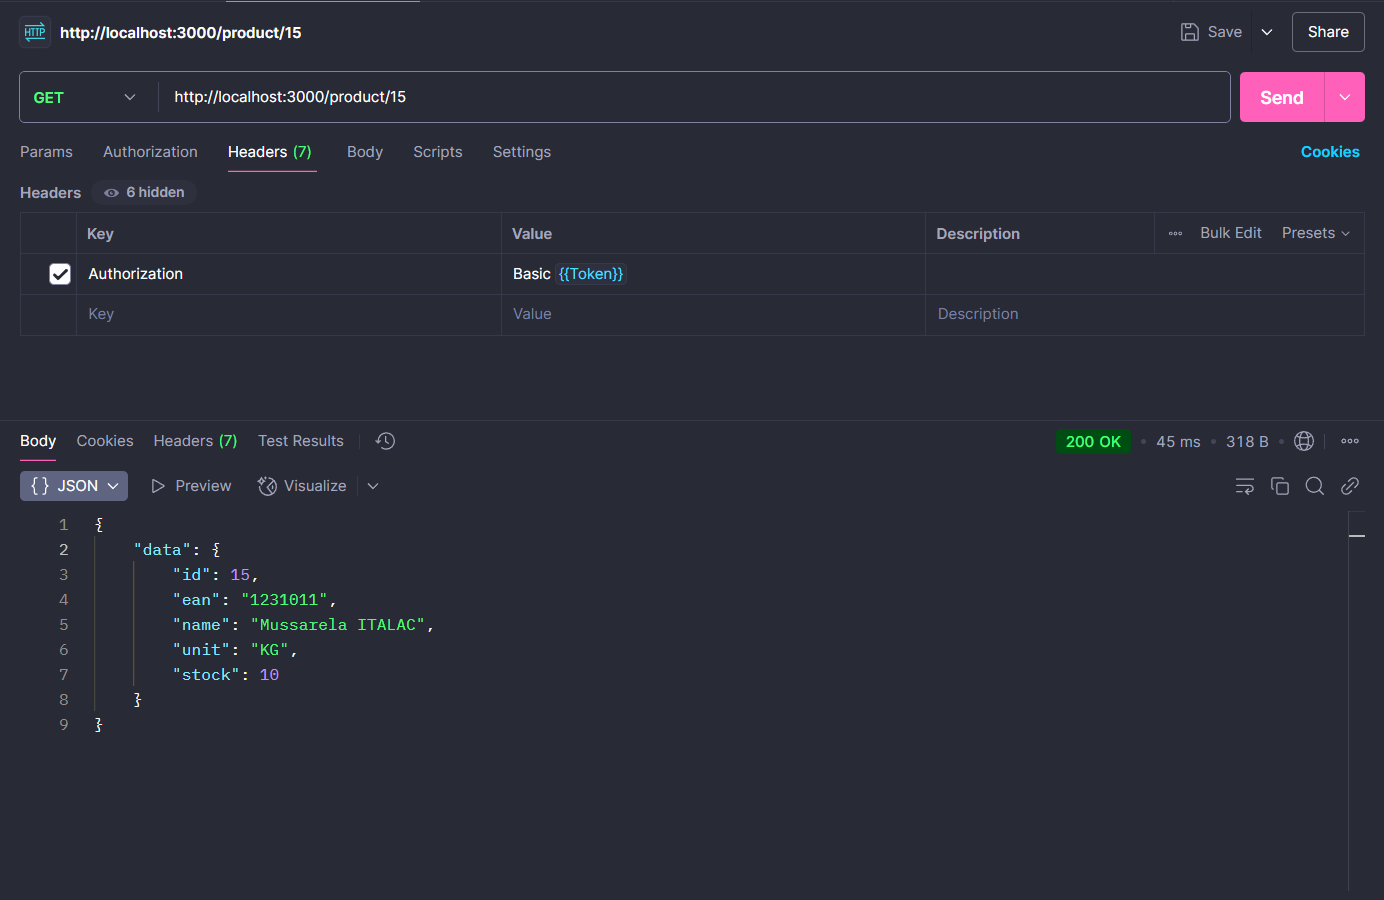 HTTP http://localhost:3000/product/15 Save Share
GET http://localhost:3000/product/15 Send
Params Authorization Headers (7) Body Scripts Settings Cookies
Headers 6 hidden
Key Value Description Bulk Edit Presets
Authorization Basic {{Token}}
Key Value Description
Body Cookies Headers (7) Test Results 200 OK • 45 ms • 318 B •
{} JSON Preview Visualize
1 {
2 "data": {
3 "id": 15,
4 "ean": "1231011",
5 "name": "Mussarela ITALAC",
6 "unit": "KG",
7 "stock": 10
8 }
9 }